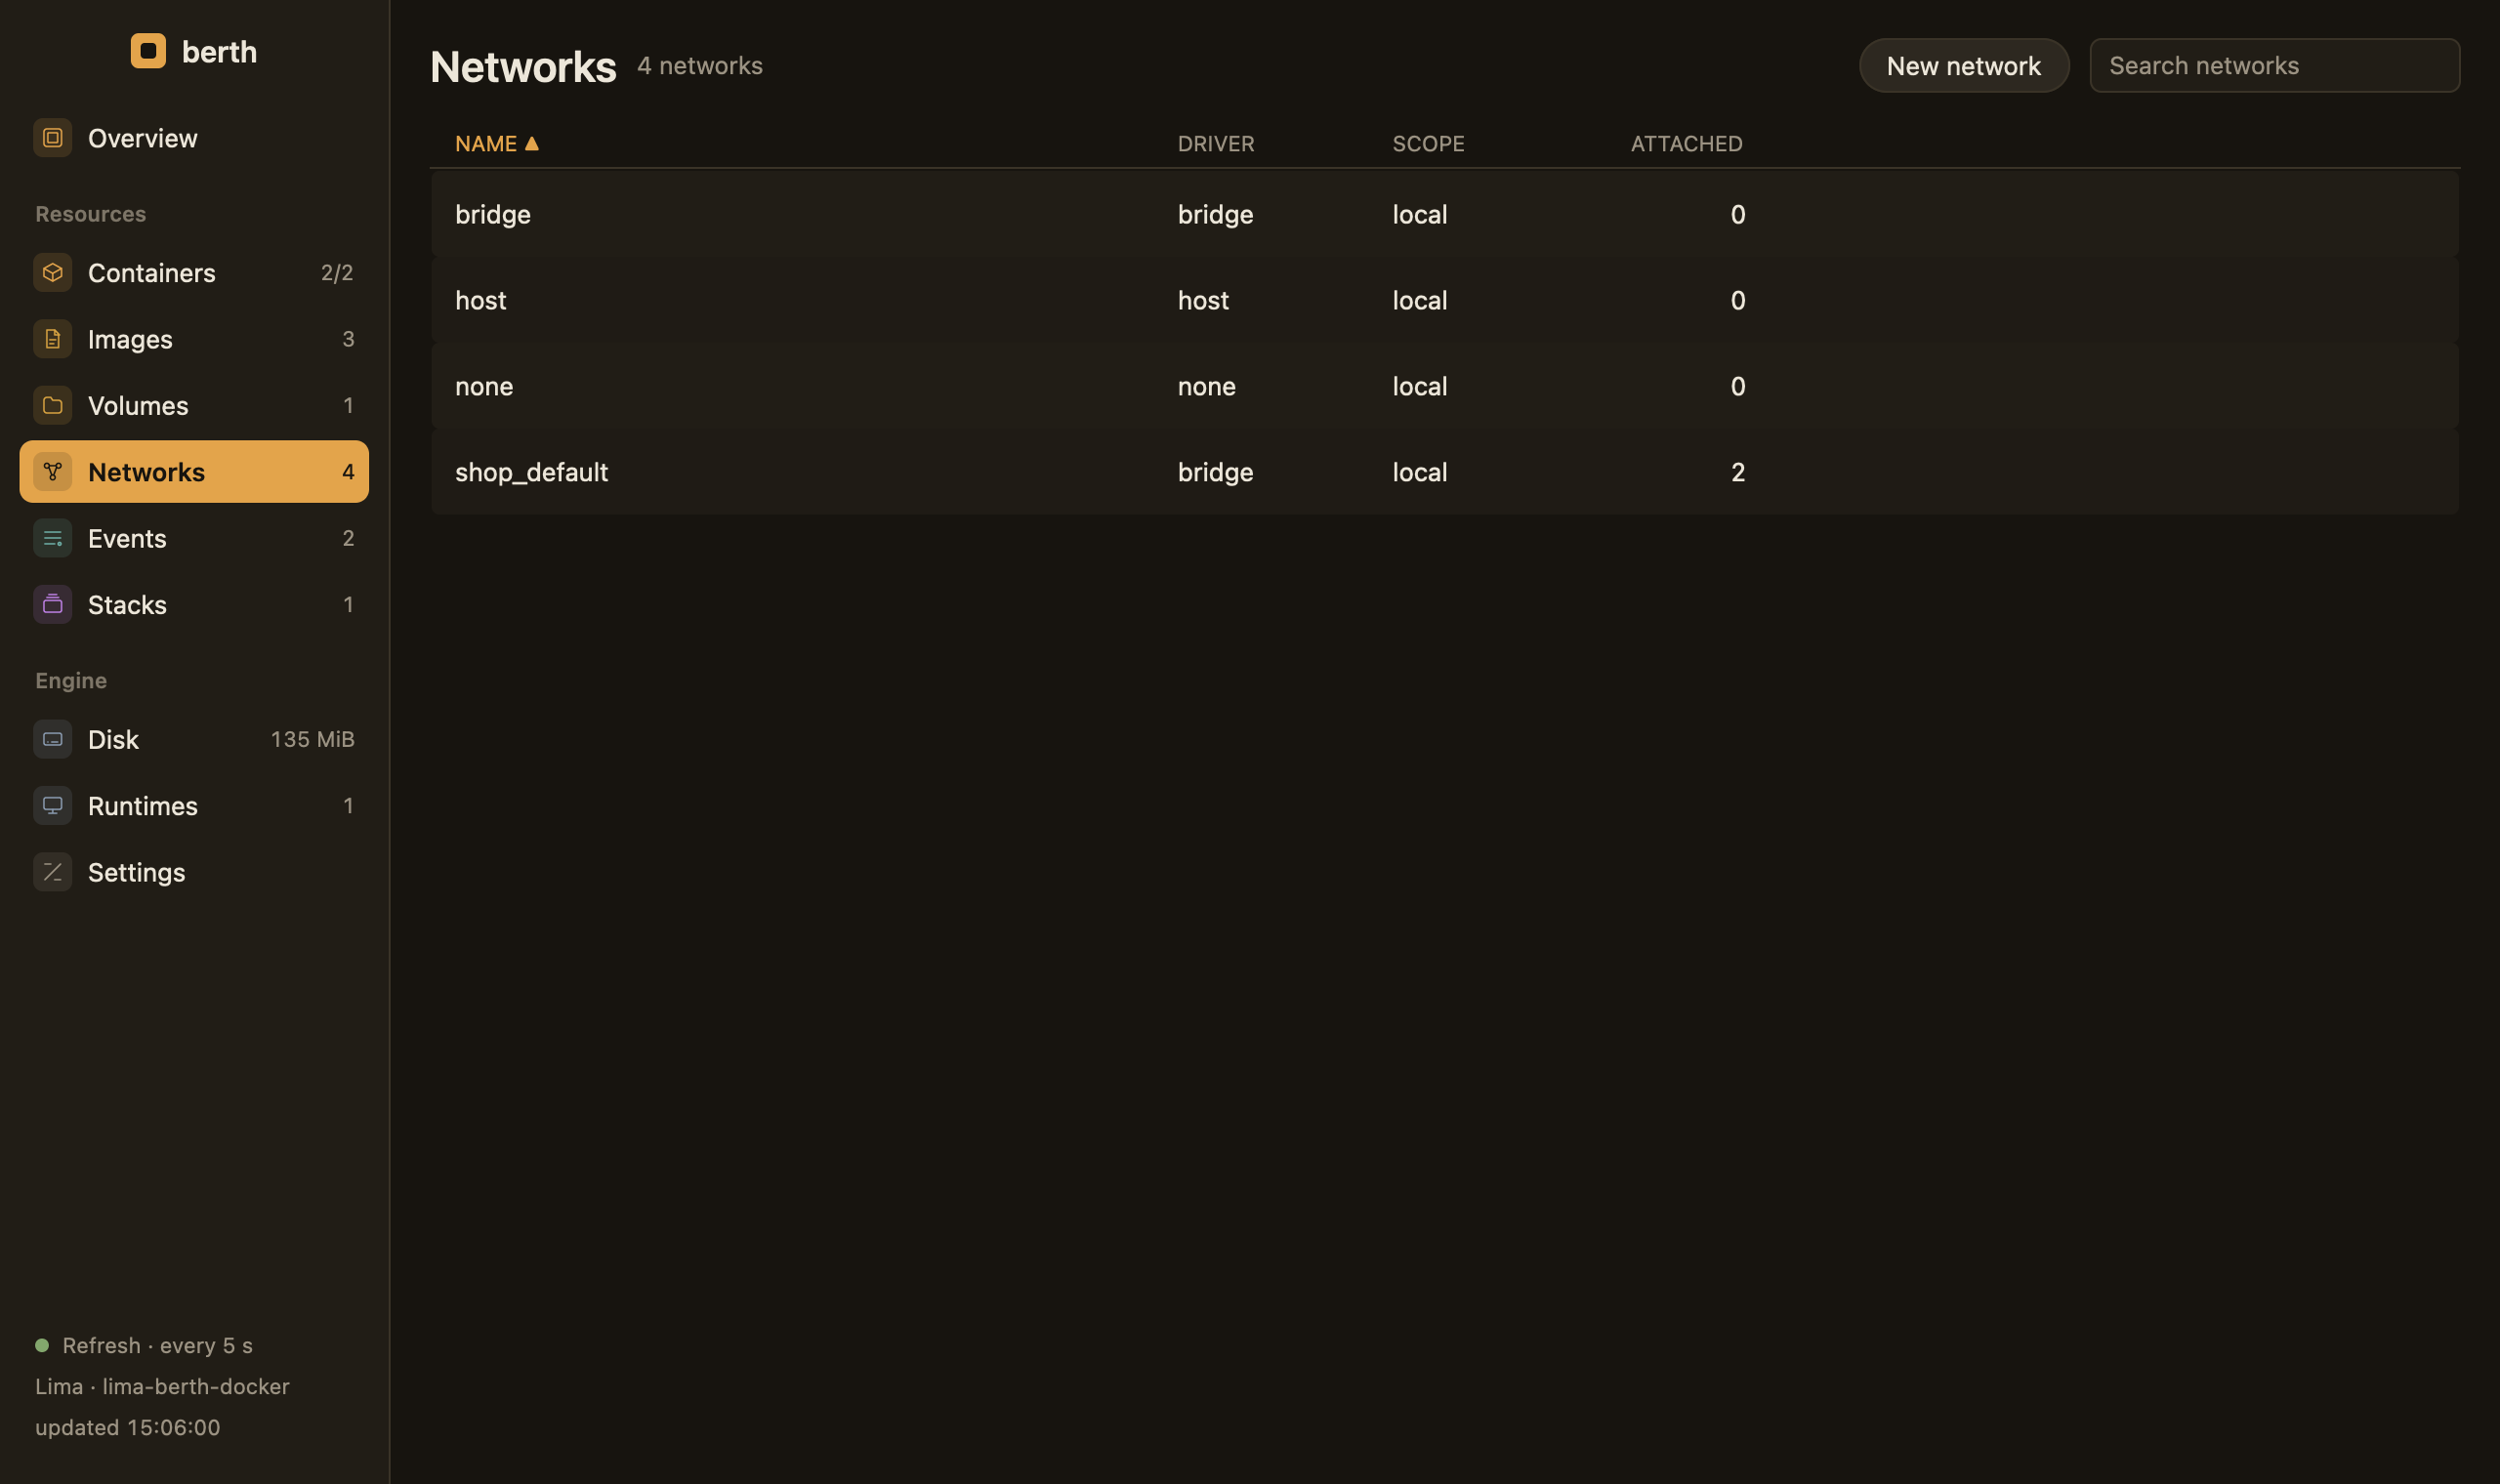 berth
Overview
Resources
Containers 2/2
Images 3
Volumes 1
Networks 4
Events 2
Stacks 1
Engine
Disk 135 MiB
Runtimes 1
Settings
Refresh · every 5 s
Lima · lima-berth-docker
updated 15:06:00
Networks 4 networks New network Search networks
NAME ▲ DRIVER SCOPE ATTACHED
bridge bridge local 0
host host local 0
none none local 0
shop_default bridge local 2